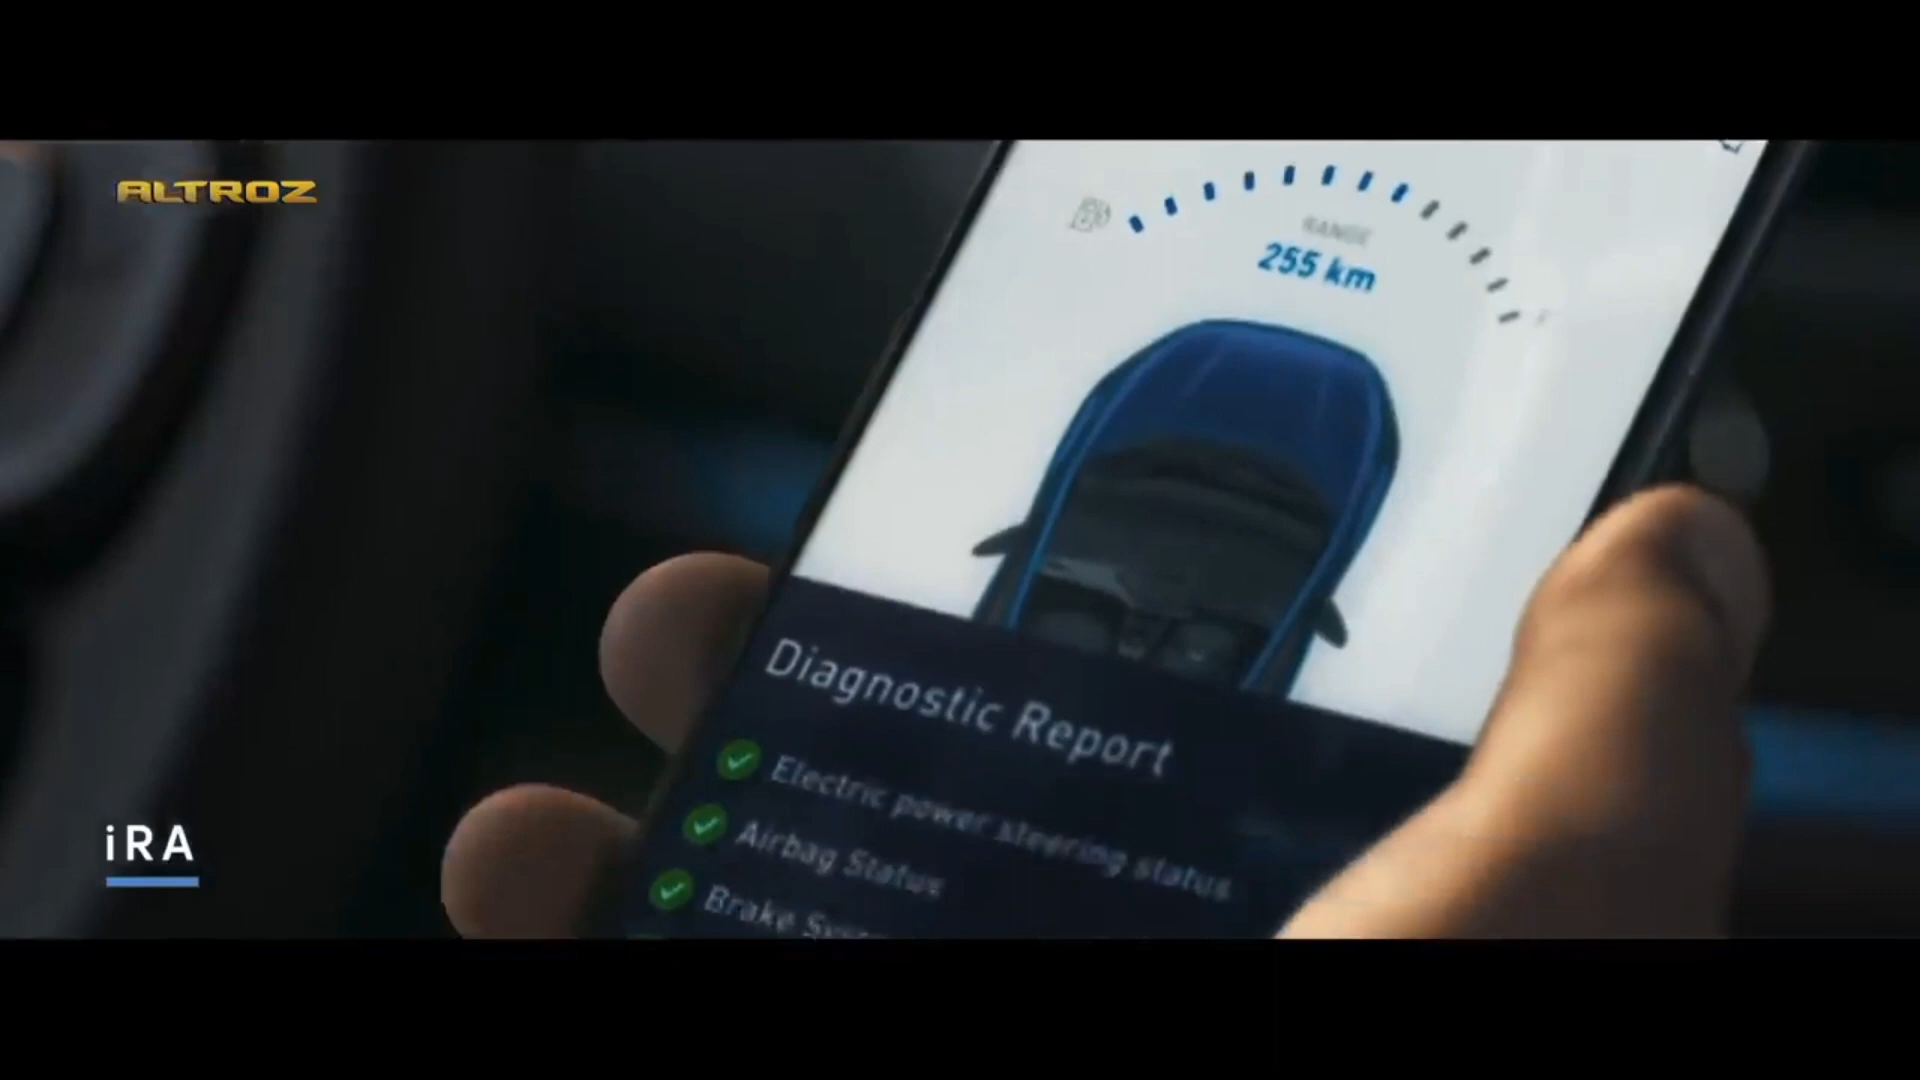 ALTROZ
RANGE
255 km
Diagnostic Report
Electric power steering status
Airbag Status
Brake
iRA